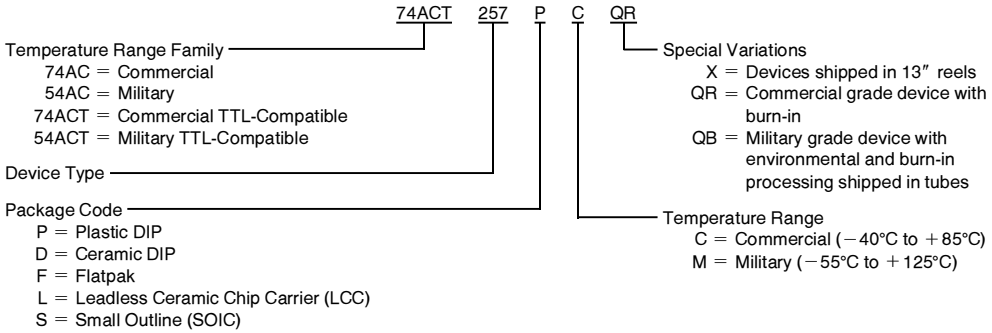 74ACT 257 P C QR
Temperature Range Family
74AC = Commercial
54AC = Military
74ACT = Commercial TTL-Compatible
54ACT = Military TTL-Compatible
Device Type
Package Code
P = Plastic DIP
D = Ceramic DIP
F = Flatpak
L = Leadless Ceramic Chip Carrier (LCC)
S = Small Outline (SOIC)
Special Variations
X = Devices shipped in 13″ reels
QR = Commercial grade device with
burn-in
QB = Military grade device with
environmental and burn-in
processing shipped in tubes
Temperature Range
C = Commercial (−40°C to +85°C)
M = Military (−55°C to +125°C)